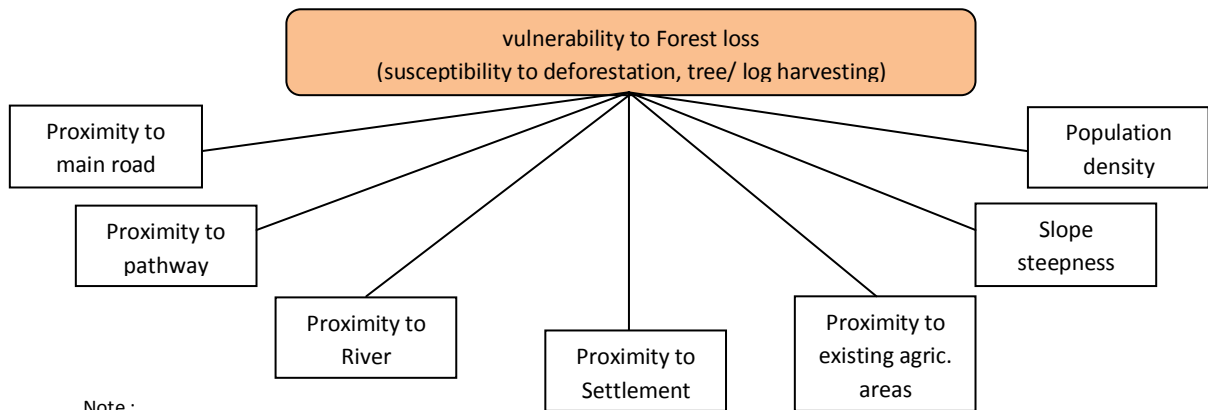 vulnerability to Forest loss
(susceptibility to deforestation, tree/ log harvesting)
Proximity to
main road
Population
density
Proximity to
pathway
Slope
steepness
Proximity to
River
Proximity to
Settlement
Proximity to
existing agric.
areas
Note :